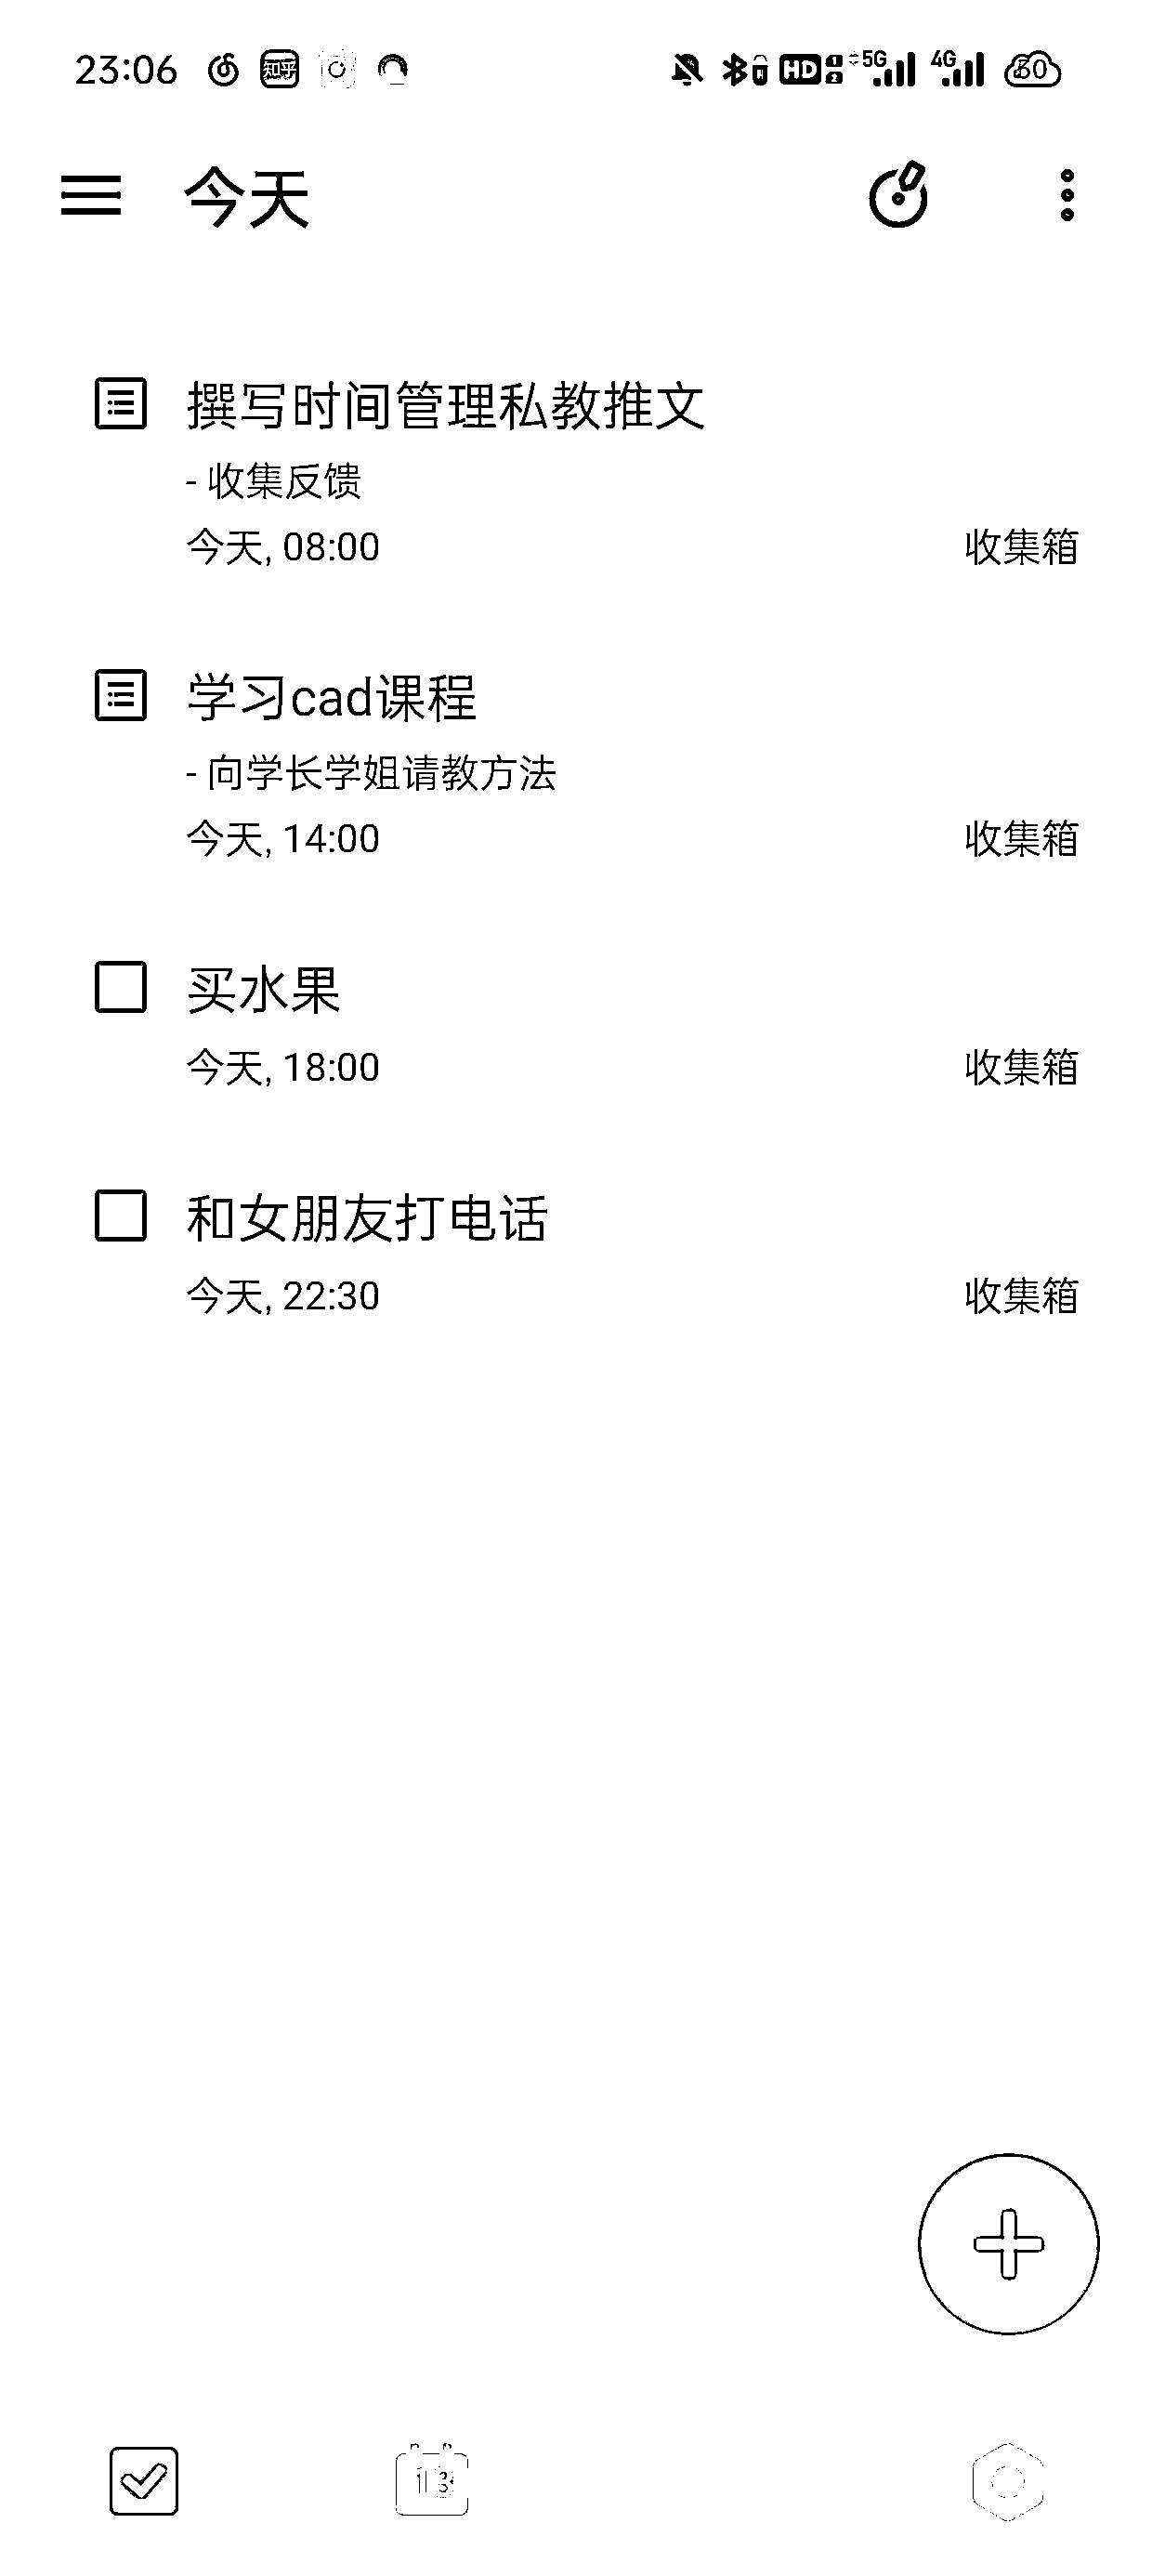 23:06 知乎 HD 1 2 5G 4G
今天
撰写时间管理私教推文
- 收集反馈
今天, 08:00 收集箱
学习cad课程
- 向学长学姐请教方法
今天, 14:00 收集箱
买水果
今天, 18:00 收集箱
和女朋友打电话
今天, 22:30 收集箱